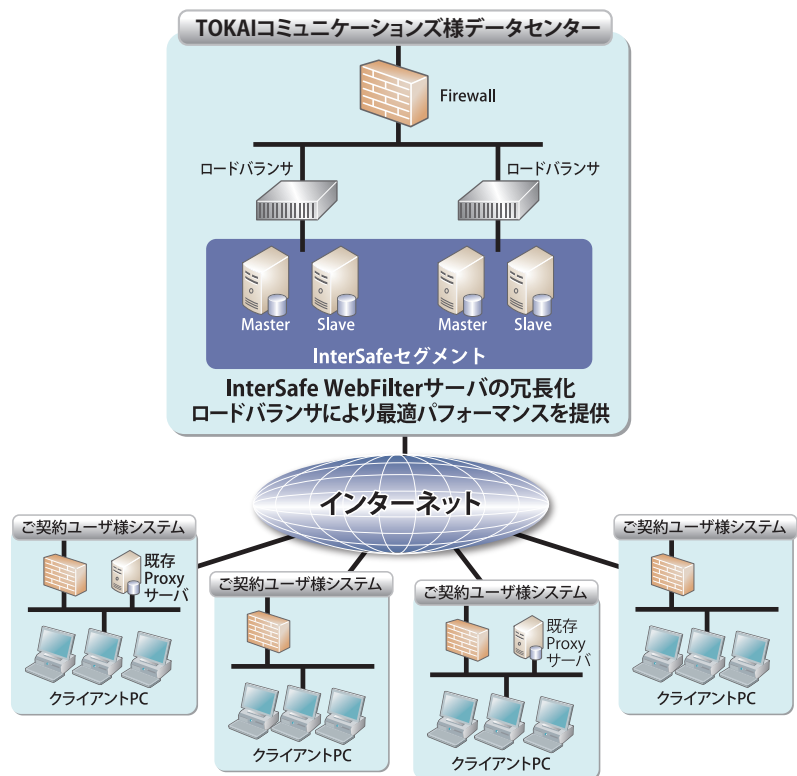 TOKAIコミュニケーションズ様データセンター
Firewall
ロードバランサ
ロードバランサ
Master
Slave
Master
Slave
InterSafeセグメント
InterSafe WebFilterサーバの冗長化
ロードバランサにより最適パフォーマンスを提供
インターネット
ご契約ユーザ様システム
既存
Proxy
サーバ
クライアントPC
ご契約ユーザ様システム
クライアントPC
ご契約ユーザ様システム
既存
Proxy
サーバ
クライアントPC
ご契約ユーザ様システム
クライアントPC